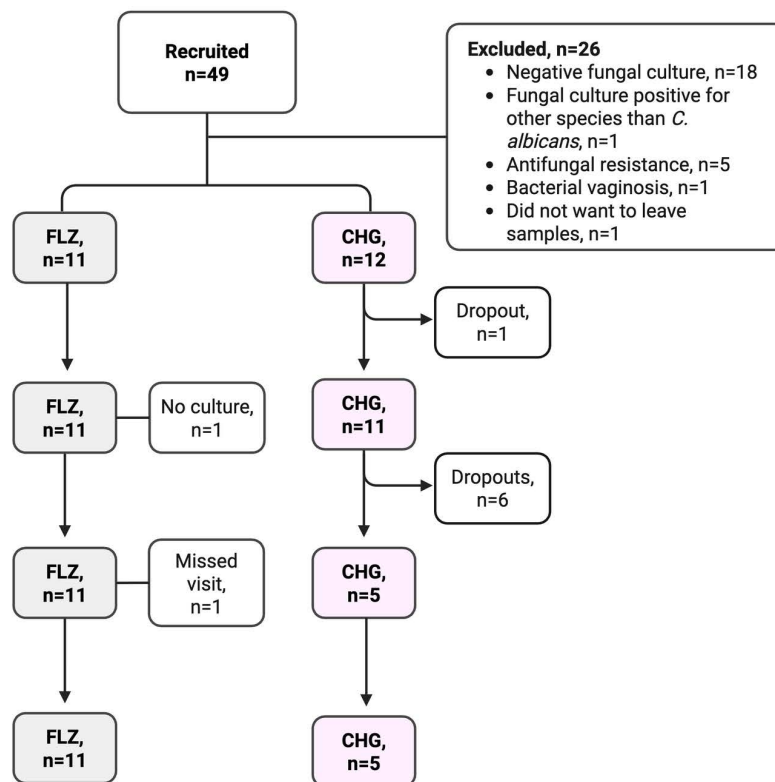 Recruited
n=49
Excluded, n=26
• Negative fungal culture, n=18
• Fungal culture positive for
other species than C.
albicans, n=1
• Antifungal resistance, n=5
• Bacterial vaginosis, n=1
• Did not want to leave
samples, n=1
FLZ,
n=11
CHG,
n=12
Dropout,
n=1
FLZ,
n=11
No culture,
n=1
CHG,
n=11
Dropouts,
n=6
FLZ,
n=11
Missed
visit,
n=1
CHG,
n=5
FLZ,
n=11
CHG,
n=5